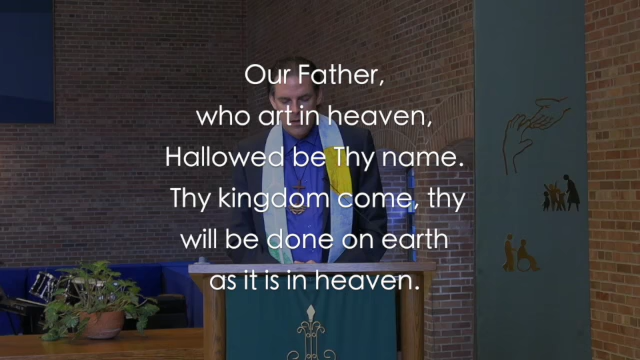 Our Father,
who art in heaven,
Hallowed be Thy name.
Thy kingdom come, thy
will be done on earth
as it is in heaven.